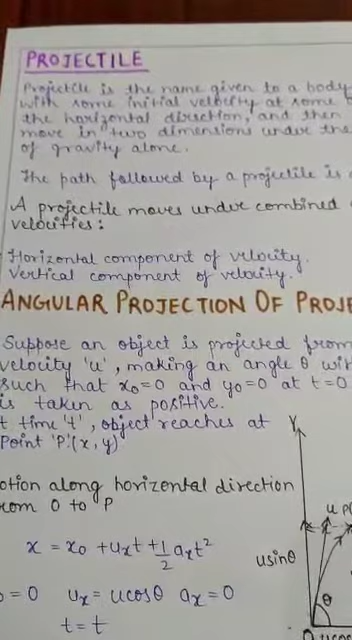 PROJECTILE
Projectile is the name given to a body
with some initial velocity at some
the horizontal direction, and then
move in two dimensions under the
of gravity alone.
The path followed by a projectile is
A projectile moves under combined
velocities:
Horizontal component of velocity.
Vertical component of velocity.
ANGULAR PROJECTION OF PROJE
Suppose an object is projected from
velocity 'u', making an angle θ wit
such that x₀=0 and y₀=0 at t=0
is taken as positive.
t time 't', object reaches at
Point 'P'(x,y)
Y
otion along horizontal direction
rom O to P
u P(
x = x₀ + uₓt + 1/2 aₓt²
usinθ
₀ = 0 uₓ = ucosθ aₓ = 0
θ
t = t
O ucos